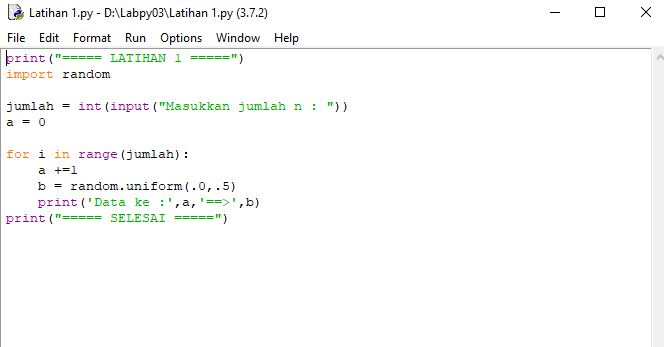 Latihan 1.py - D:\Labpy03\Latihan 1.py (3.7.2)
File Edit Format Run Options Window Help
print("===== LATIHAN 1 =====")
import random
jumlah = int(input("Masukkan jumlah n : "))
a = 0
for i in range(jumlah):
    a +=1
    b = random.uniform(.0,.5)
    print('Data ke :',a,'==>',b)
print("===== SELESAI =====")